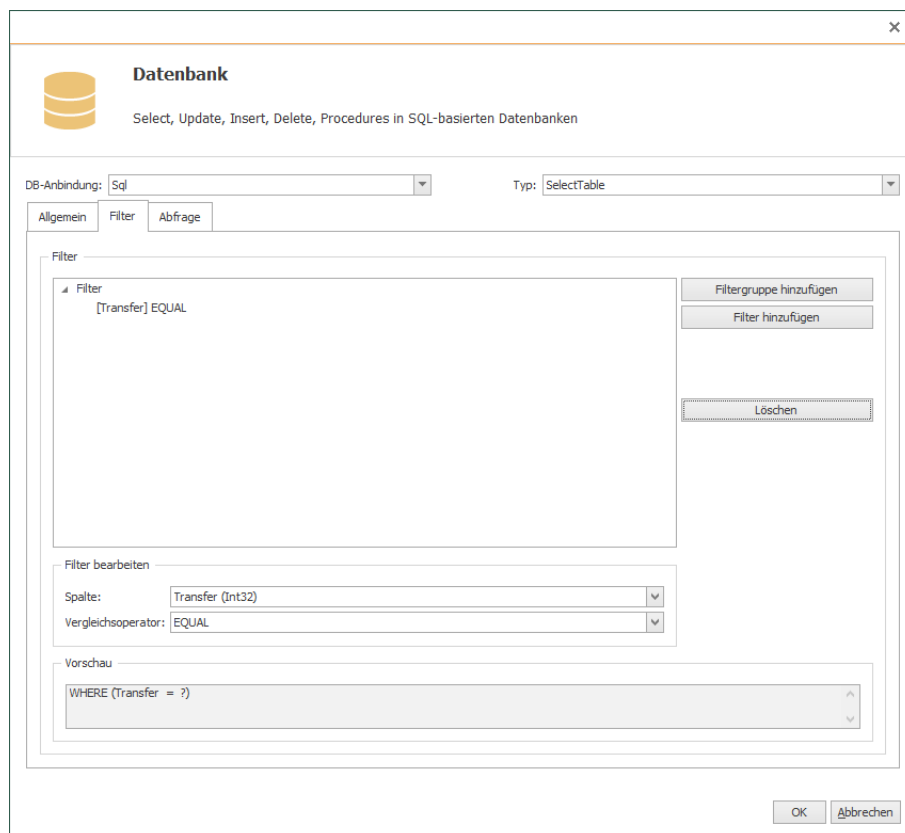 Datenbank
Select, Update, Insert, Delete, Procedures in SQL-basierten Datenbanken
DB-Anbindung: Sql Typ: SelectTable
Allgemein Filter Abfrage
Filter
Filter
[Transfer] EQUAL
Filtergruppe hinzufügen
Filter hinzufügen
Löschen
Filter bearbeiten
Spalte: Transfer (Int32)
Vergleichsoperator: EQUAL
Vorschau
WHERE (Transfer = ?)
OK Abbrechen